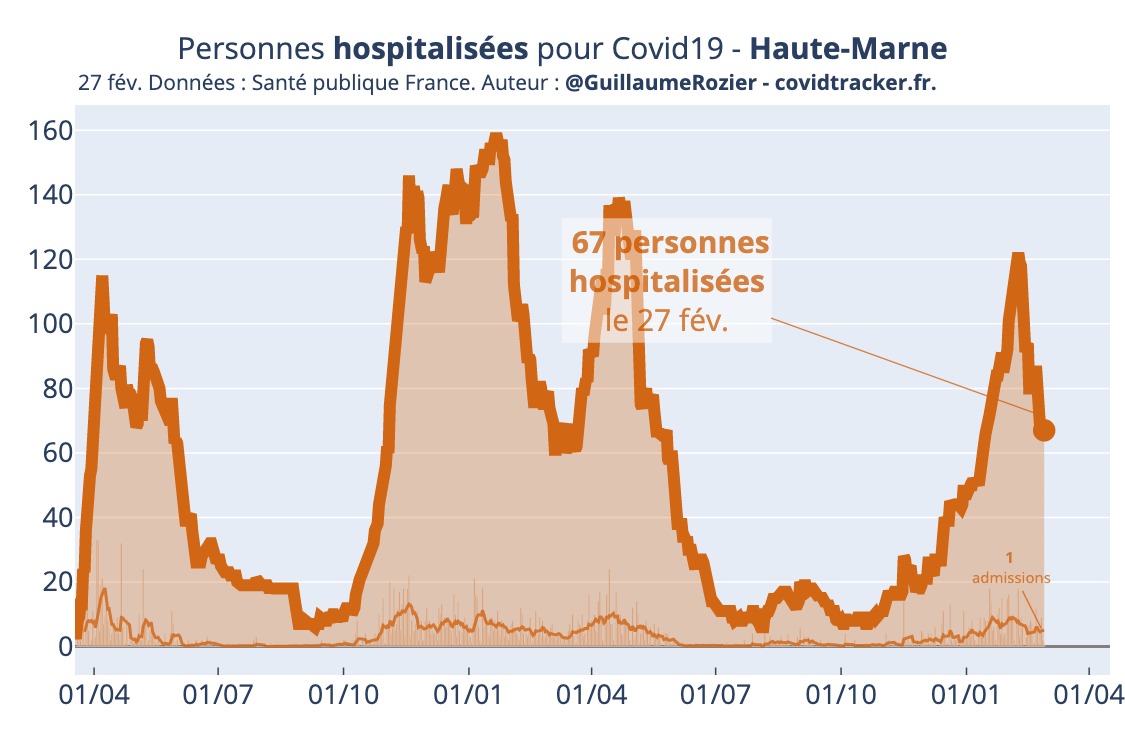 Personnes hospitalisées pour Covid19 - Haute-Marne
27 fév. Données : Santé publique France. Auteur : @GuillaumeRozier - covidtracker.fr.
160
140
120
100
80
60
40
20
0
67 personnes
hospitalisées
le 27 fév.
1
admissions
01/04 01/07 01/10 01/01 01/04 01/07 01/10 01/01 01/04